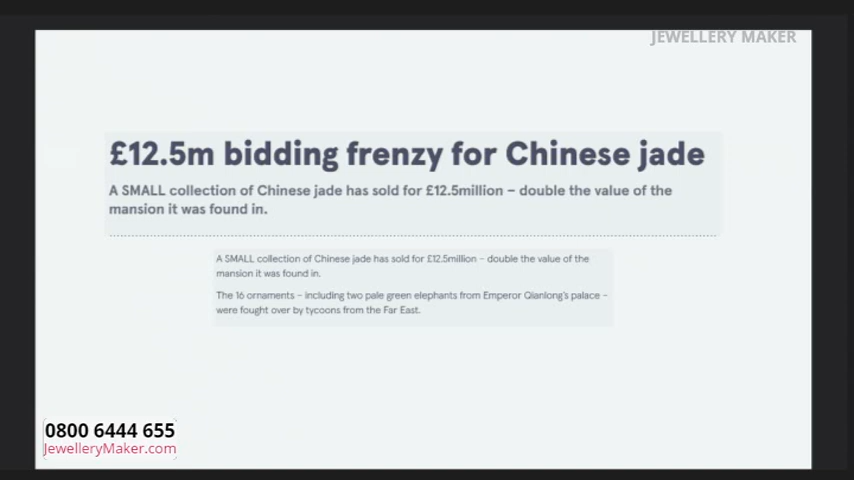 JEWELLERY MAKER
£12.5m bidding frenzy for Chinese jade
A SMALL collection of Chinese jade has sold for £12.5million – double the value of the
mansion it was found in.
A SMALL collection of Chinese jade has sold for £12.5million – double the value of the
mansion it was found in.
The 16 ornaments – including two pale green elephants from Emperor Qianlong's palace –
were fought over by tycoons from the Far East.
0800 6444 655
JewelleryMaker.com